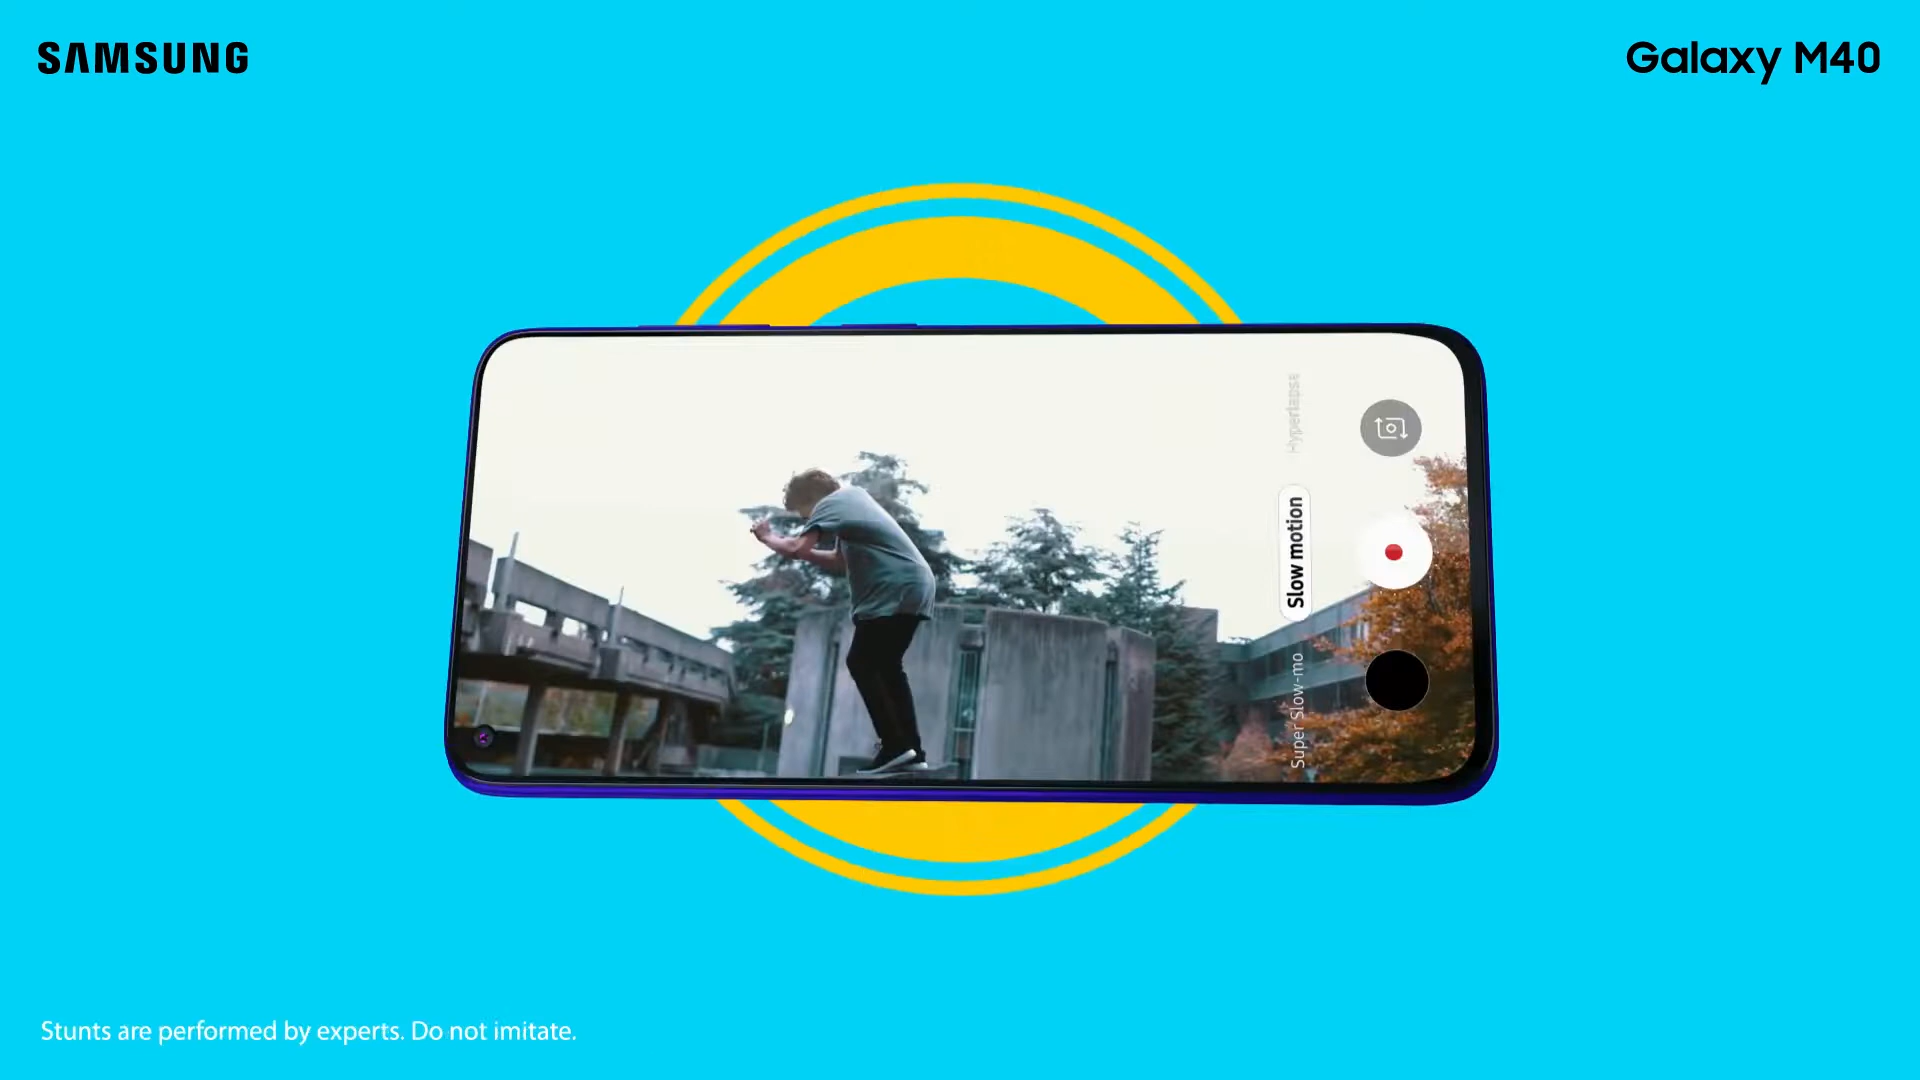 SAMSUNG
Galaxy M40
Hyperlapse
Slow motion
Super Slow-mo
Stunts are performed by experts. Do not imitate.